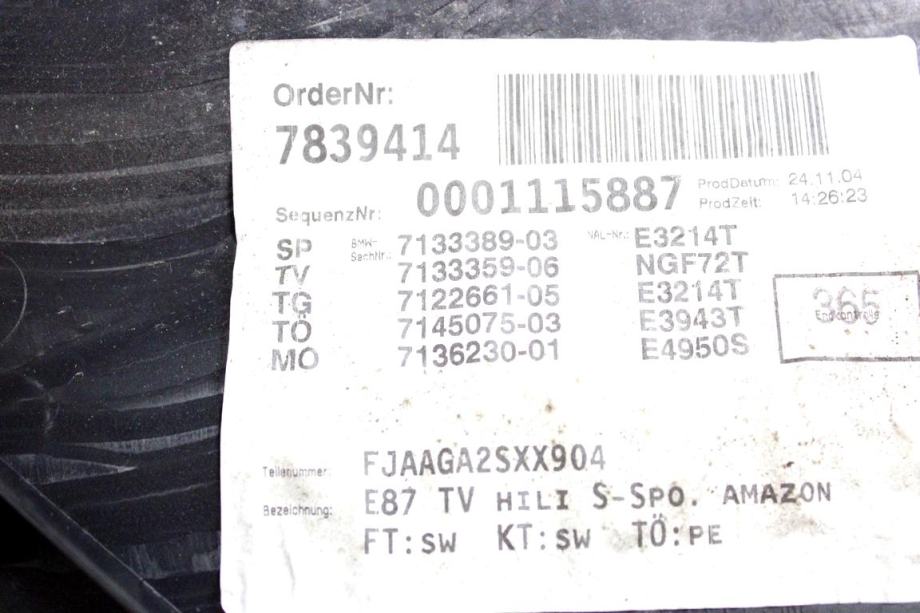 OrderNr:
7839414
SequenzNr: 0001115887 ProdDatum: 24.11.04
ProdZeit: 14:26:23
SP BMW-SachNr.: 7133389-03 NAL-Nr.: E3214T
TV 7133359-06 NGF72T
TG 7122661-05 E3214T
TÖ 7145075-03 E3943T
MO 7136230-01 E4950S
365
Endkontrolle
Teilenummer: FJAAGA2SXX904
Bezeichnung: E87 TV HILI S-SPO. AMAZON
FT:SW KT:SW TÖ:PE